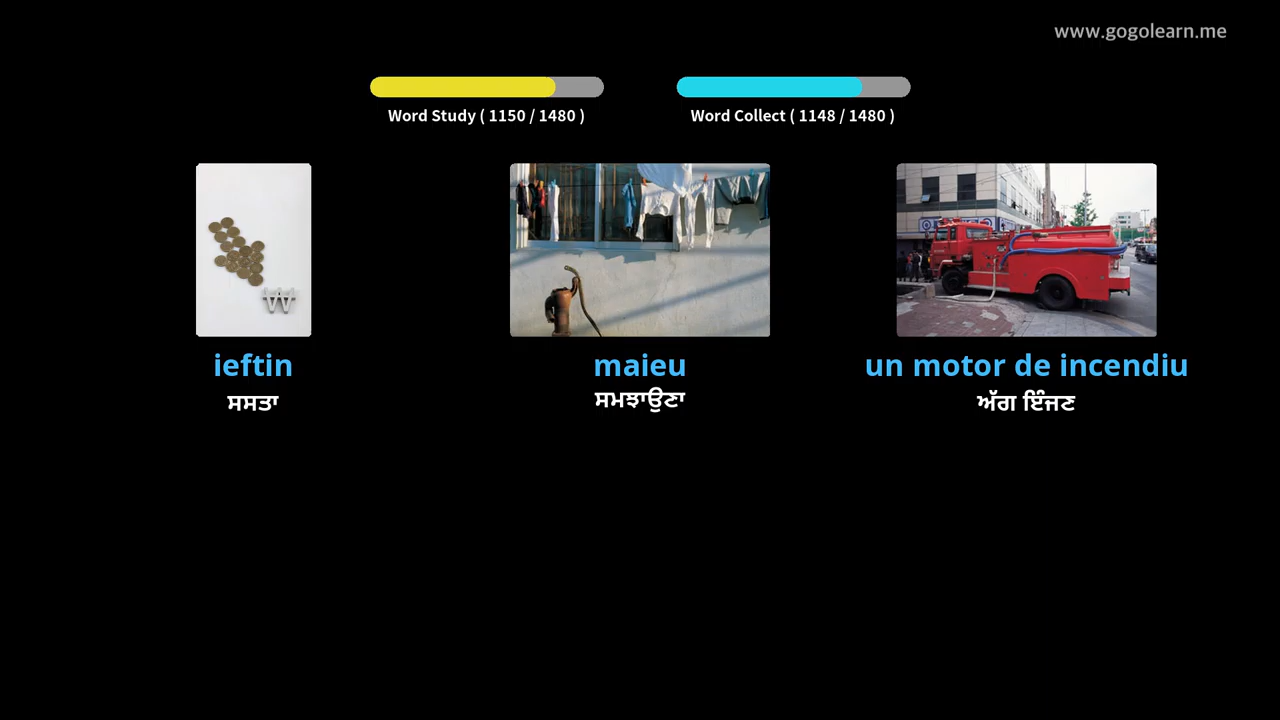 www.gogolearn.me
Word Study ( 1150 / 1480 )
Word Collect ( 1148 / 1480 )
ieftin
ਸਸਤਾ
maieu
ਸਮਝਾਉਣਾ
un motor de incendiu
ਅੱਗ ਇੰਜਣ